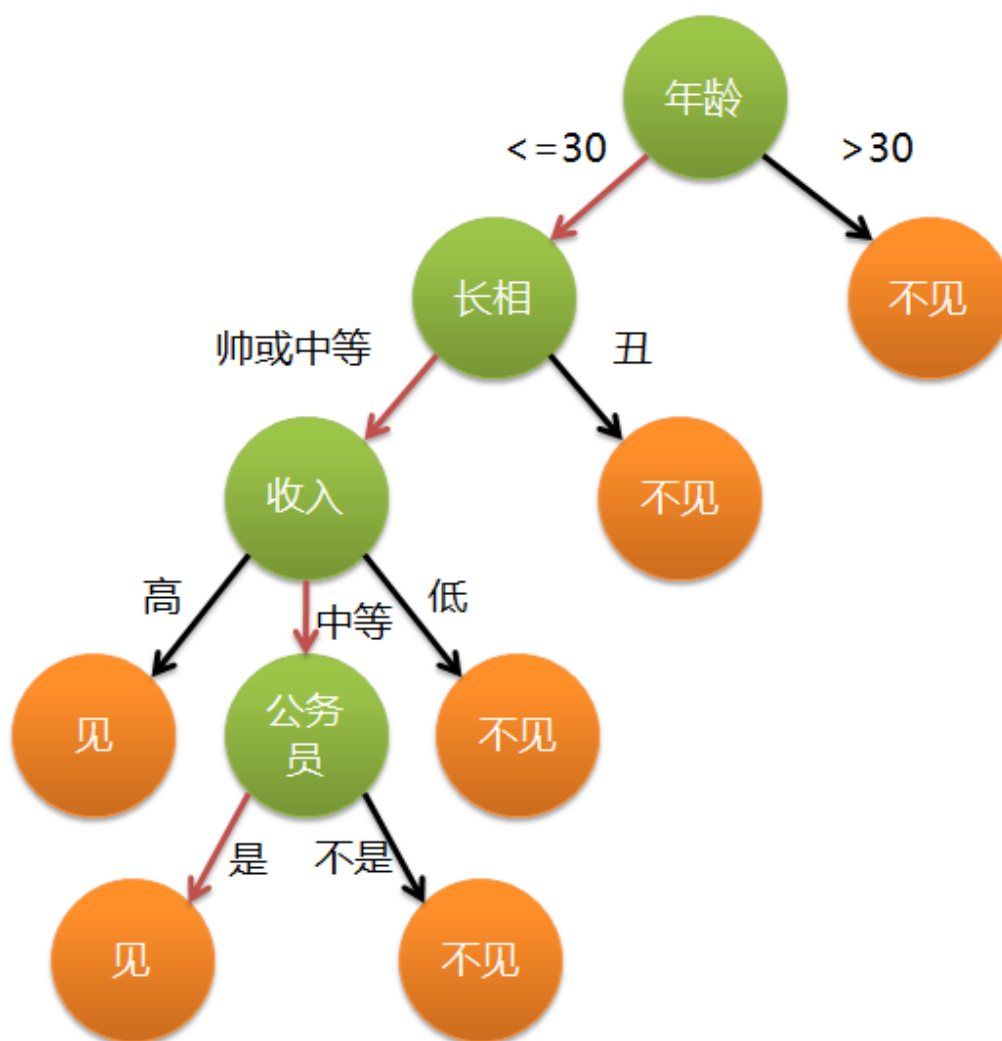 年龄
<=30
>30
长相
不见
帅或中等
丑
收入
不见
高
中等
低
见
公务
员
不见
是
不是
见
不见